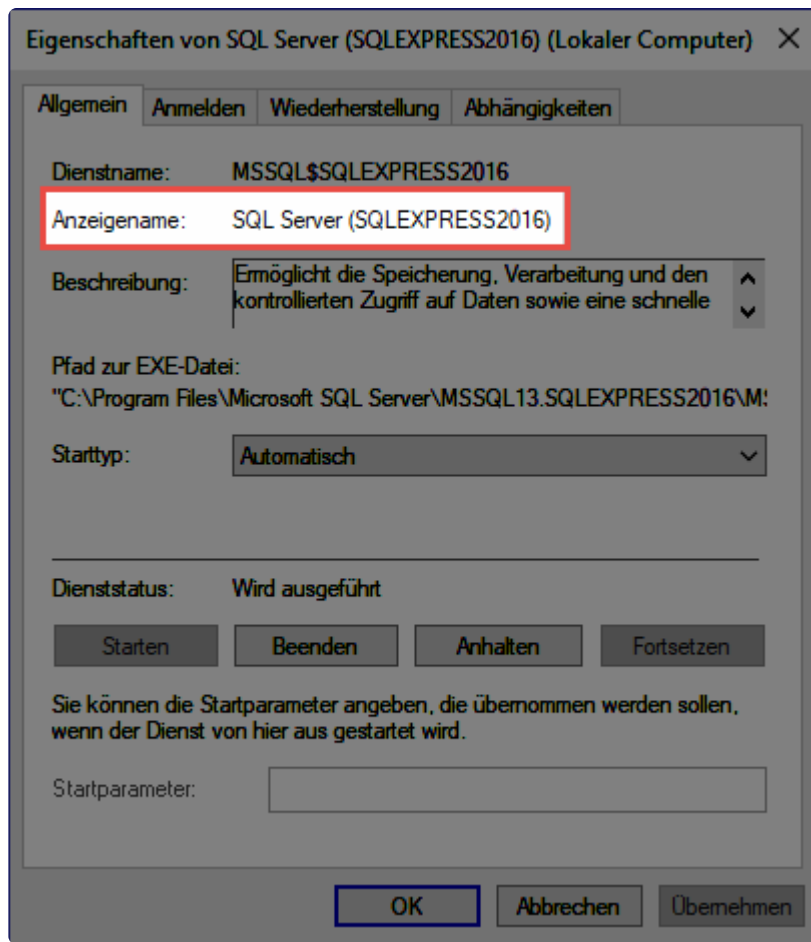 Eigenschaften von SQL Server (SQLEXPRESS2016) (Lokaler Computer)
Allgemein Anmelden Wiederherstellung Abhängigkeiten
Dienstname: MSSQL$SQLEXPRESS2016
Anzeigename: SQL Server (SQLEXPRESS2016)
Beschreibung: Ermöglicht die Speicherung, Verarbeitung und den
kontrollierten Zugriff auf Daten sowie eine schnelle
Pfad zur EXE-Datei:
"C:\Program Files\Microsoft SQL Server\MSSQL13.SQLEXPRESS2016\MS
Starttyp: Automatisch
Dienststatus: Wird ausgeführt
Starten Beenden Anhalten Fortsetzen
Sie können die Startparameter angeben, die übernommen werden sollen,
wenn der Dienst von hier aus gestartet wird.
Startparameter:
OK Abbrechen Übernehmen